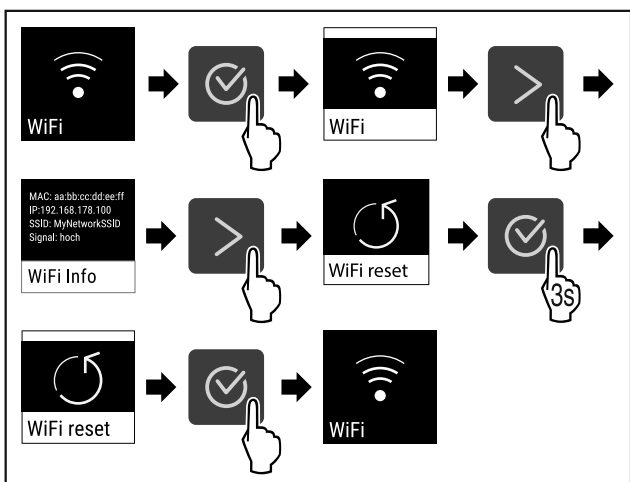 WiFi
WiFi
MAC: aa:bb:cc:dd:ee:ff
IP:192.168.178.100
SSID: MyNetworkSSID
Signal: hoch
WiFi Info
WiFi reset
3s
WiFi reset
WiFi